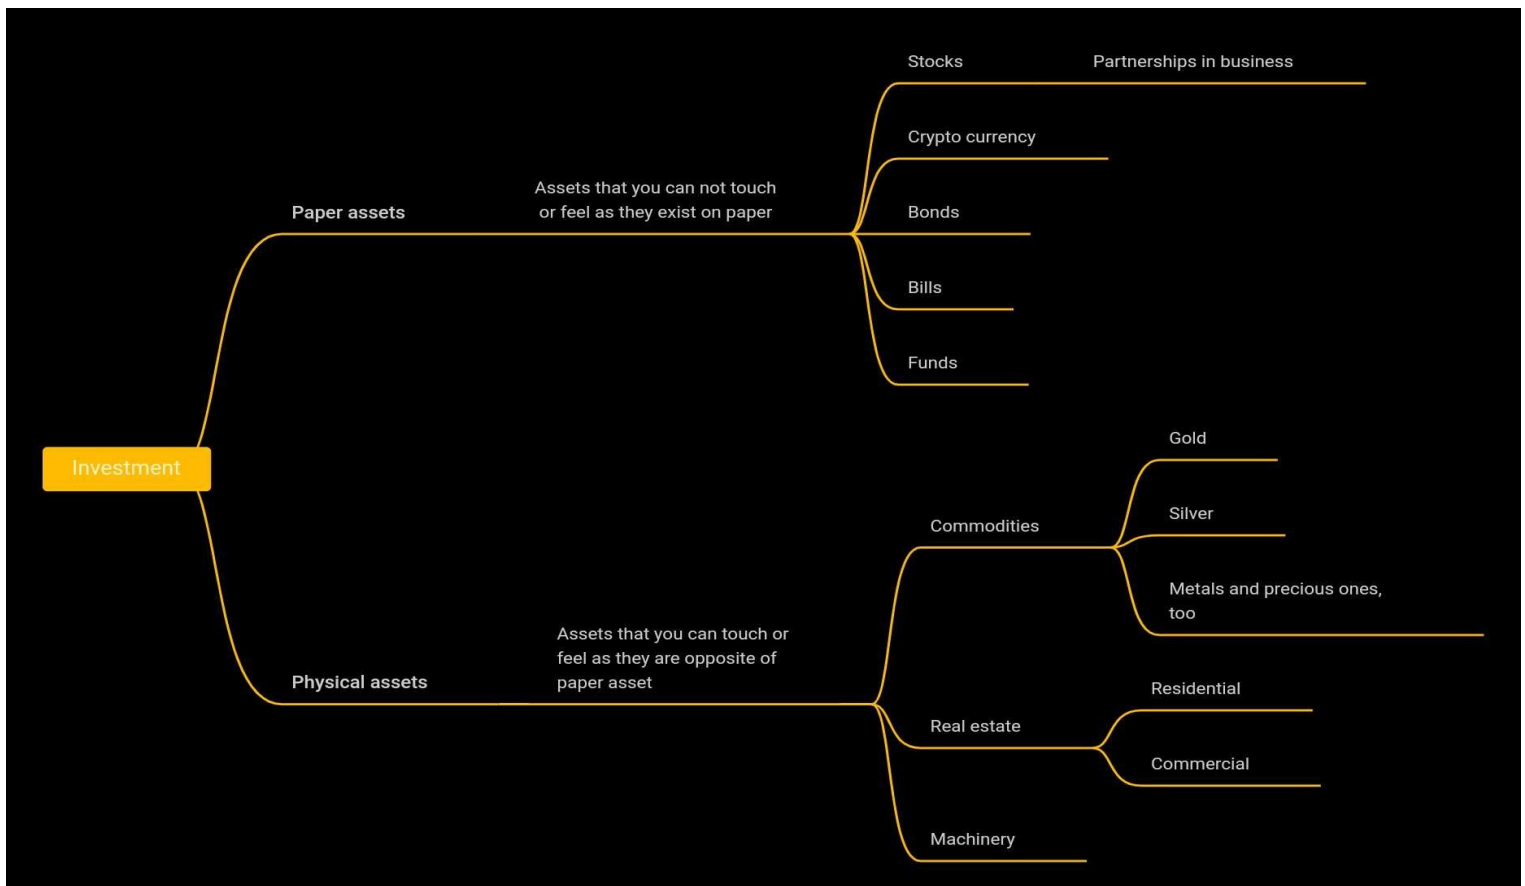 Investment
Paper assets
Assets that you can not touch
or feel as they exist on paper
Stocks
Partnerships in business
Crypto currency
Bonds
Bills
Funds
Physical assets
Assets that you can touch or
feel as they are opposite of
paper asset
Commodities
Gold
Silver
Metals and precious ones,
too
Real estate
Residential
Commercial
Machinery